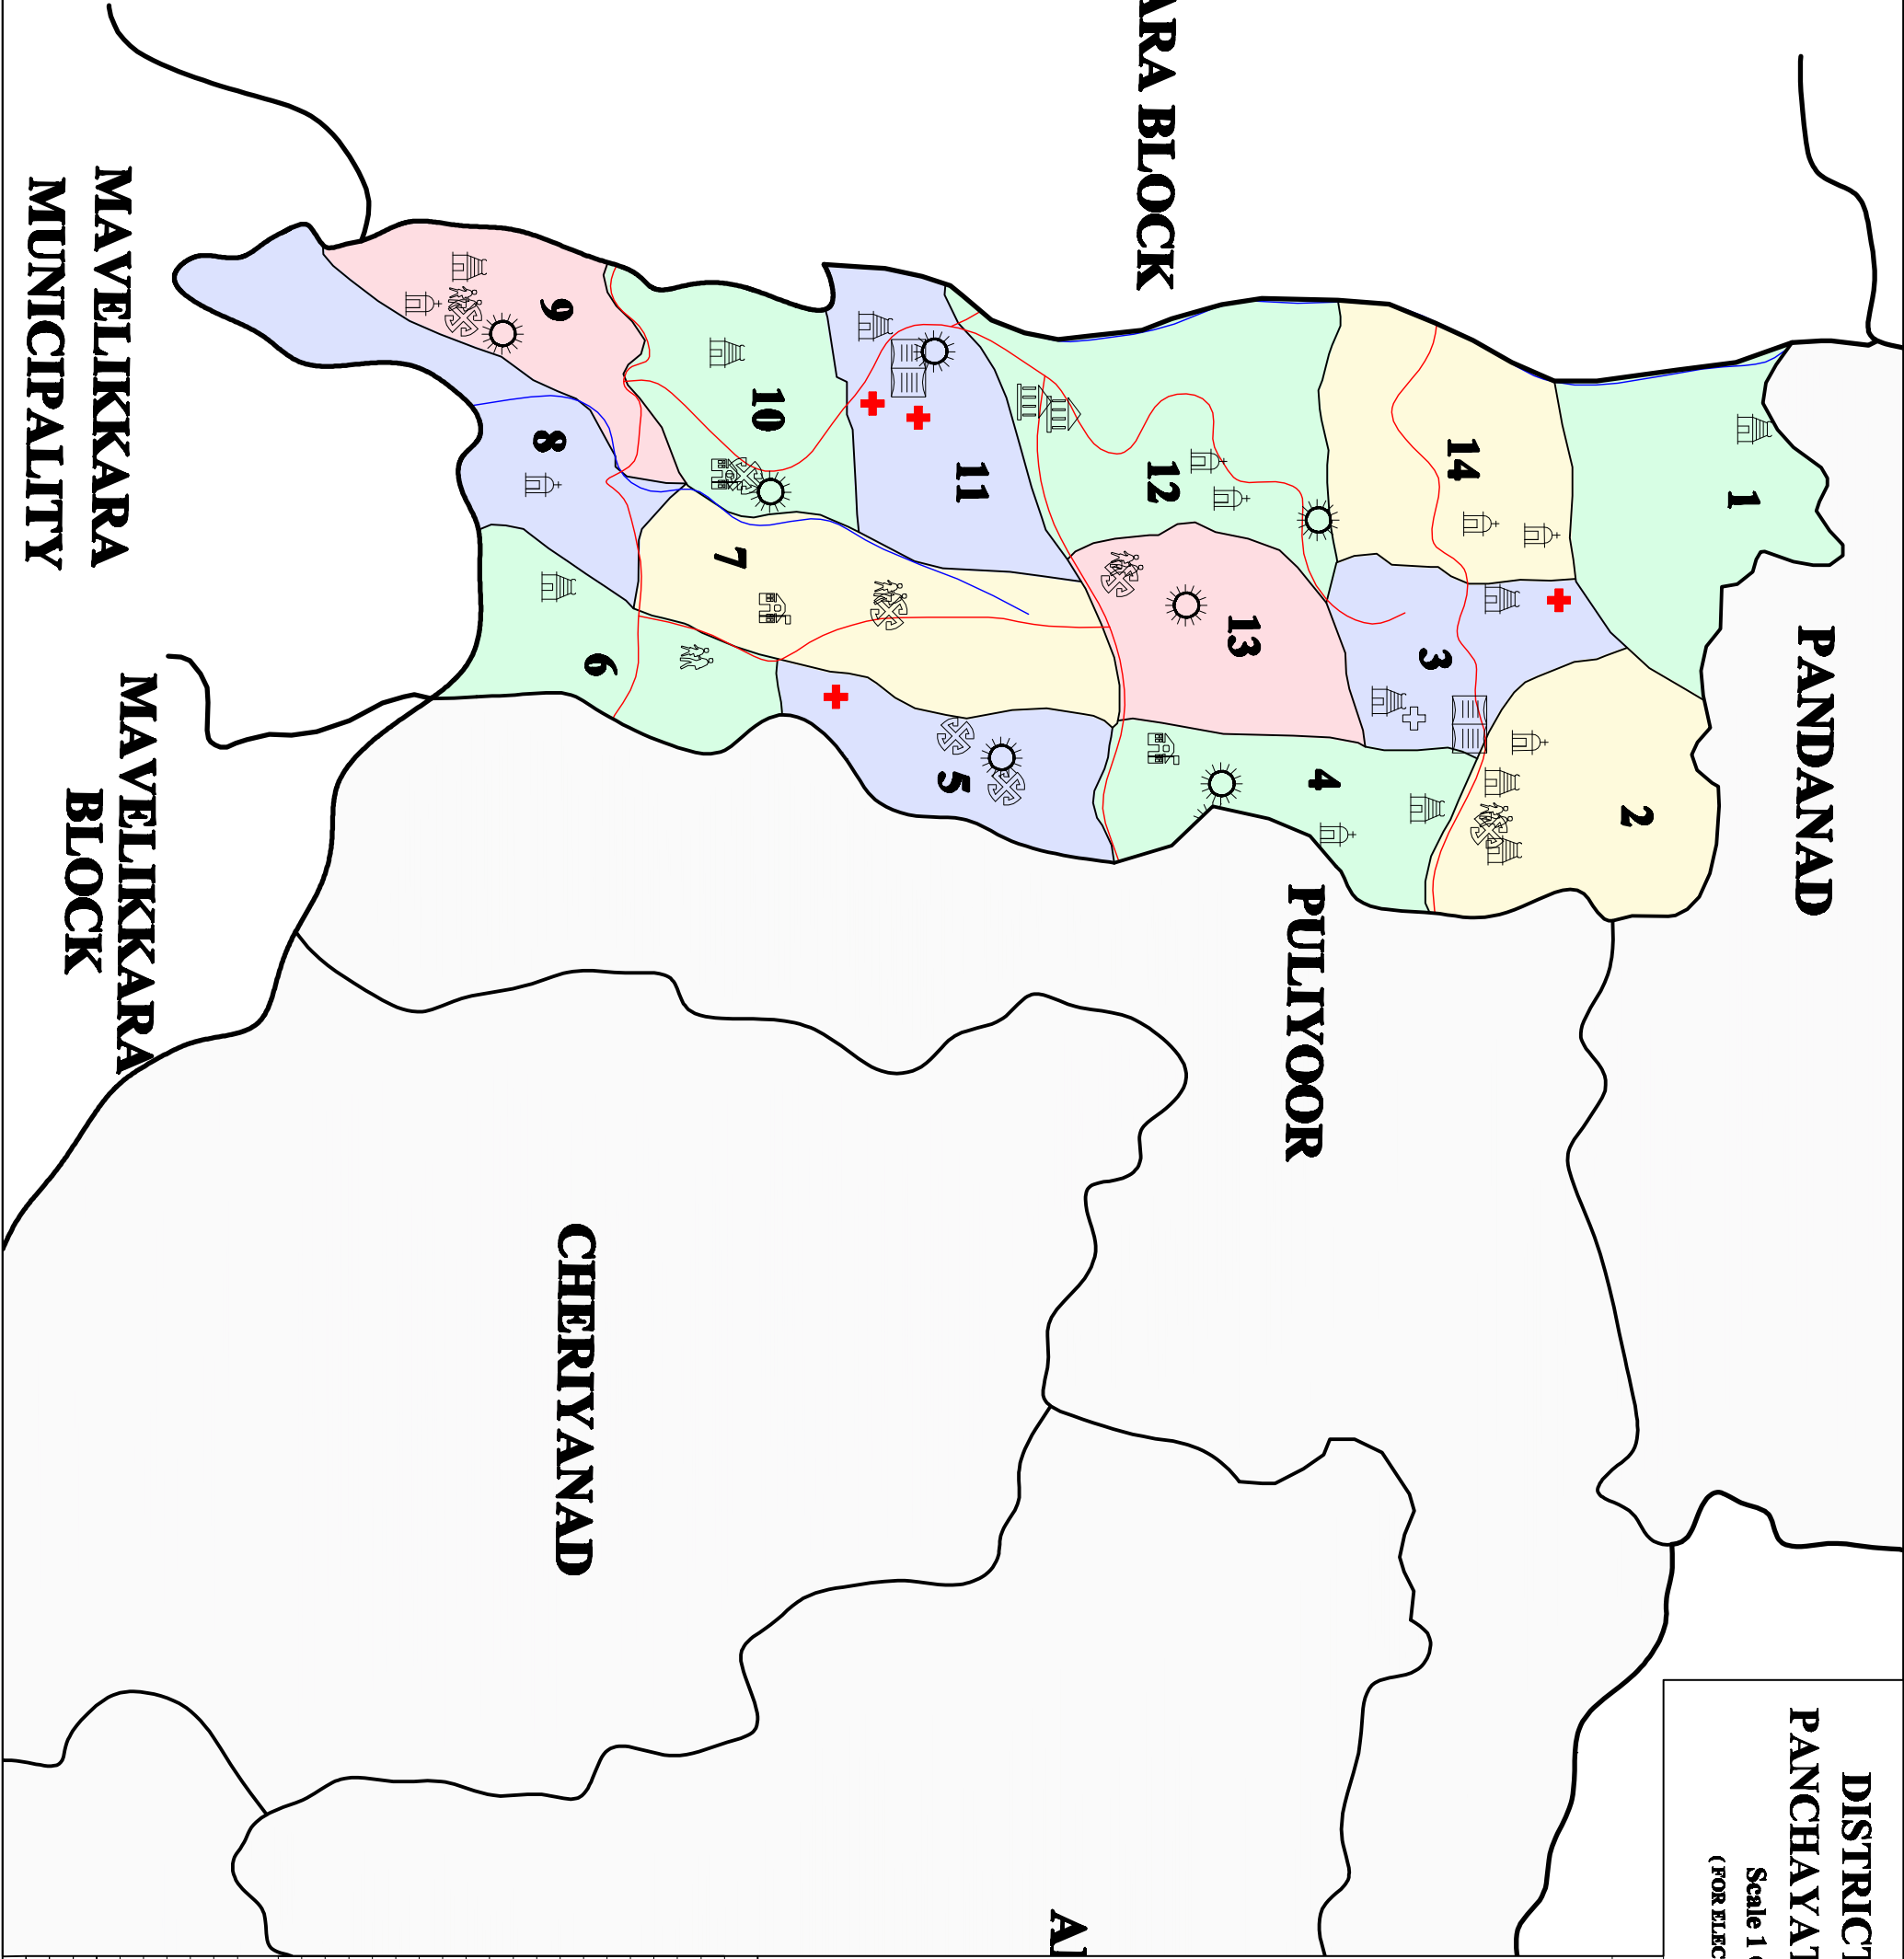 DISTRICT
PANCHAYAT
Scale 1
(FOR ELEC
PANDANAD
1
2
14
3
ARA BLOCK
12
13
4
PULIYOOR
11
5
10
7
9
8
6
CHERIYANAD
MAVELIKKARA
MUNICIPALITY
MAVELIKKARA
BLOCK